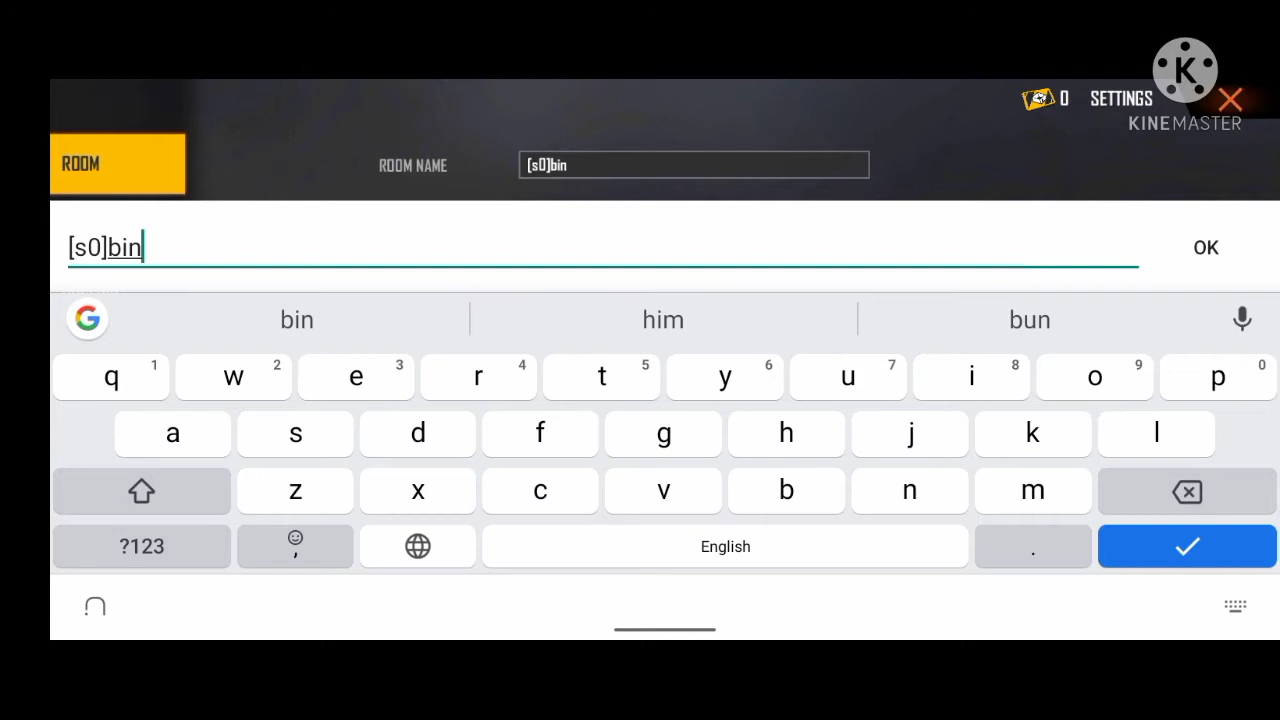 0 SETTINGS
K
KINEMASTER
ROOM
ROOM NAME [s0]bin
[s0]bin OK
G bin him bun
q 1 w 2 e 3 r 4 t 5 y 6 u 7 i 8 o 9 p 0
a s d f g h j k l
z x c v b n m
?123 , English .